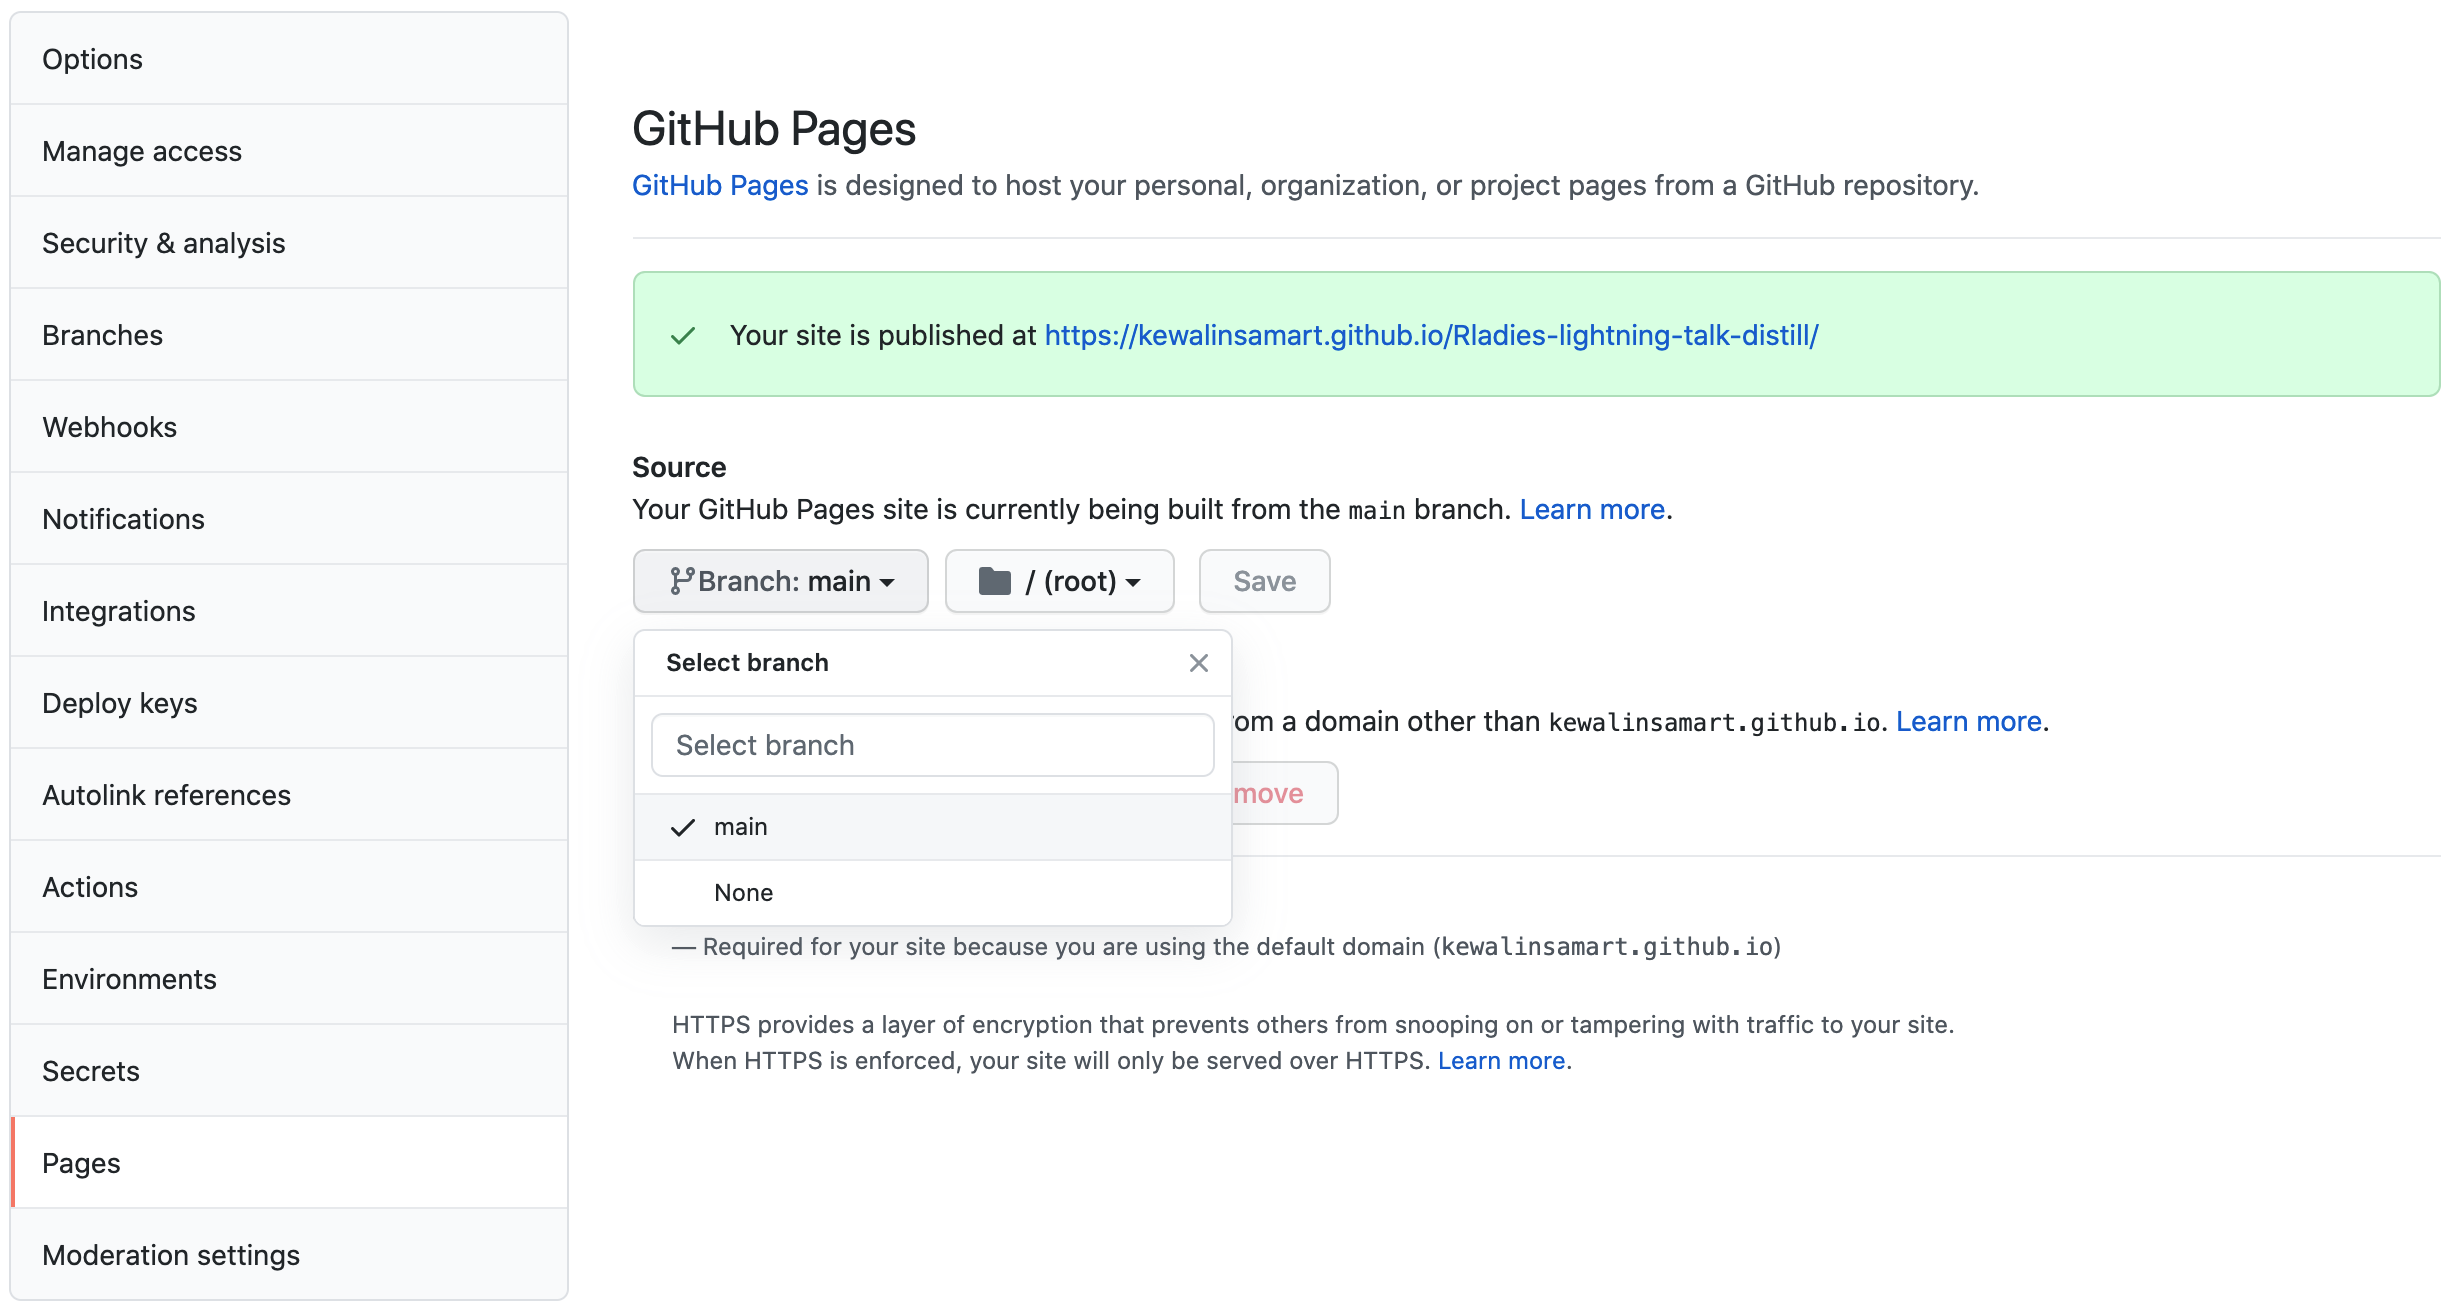 Options
Manage access
Security & analysis
Branches
Webhooks
Notifications
Integrations
Deploy keys
Autolink references
Actions
Environments
Secrets
Pages
Moderation settings
GitHub Pages
GitHub Pages is designed to host your personal, organization, or project pages from a GitHub repository.
Your site is published at https://kewalinsamart.github.io/Rladies-lightning-talk-distill/
Source
Your GitHub Pages site is currently being built from the main branch. Learn more.
Branch: main / (root) Save
Select branch
Select branch
main
None
om a domain other than kewalinsamart.github.io. Learn more.
move
— Required for your site because you are using the default domain (kewalinsamart.github.io)
HTTPS provides a layer of encryption that prevents others from snooping on or tampering with traffic to your site.
When HTTPS is enforced, your site will only be served over HTTPS. Learn more.